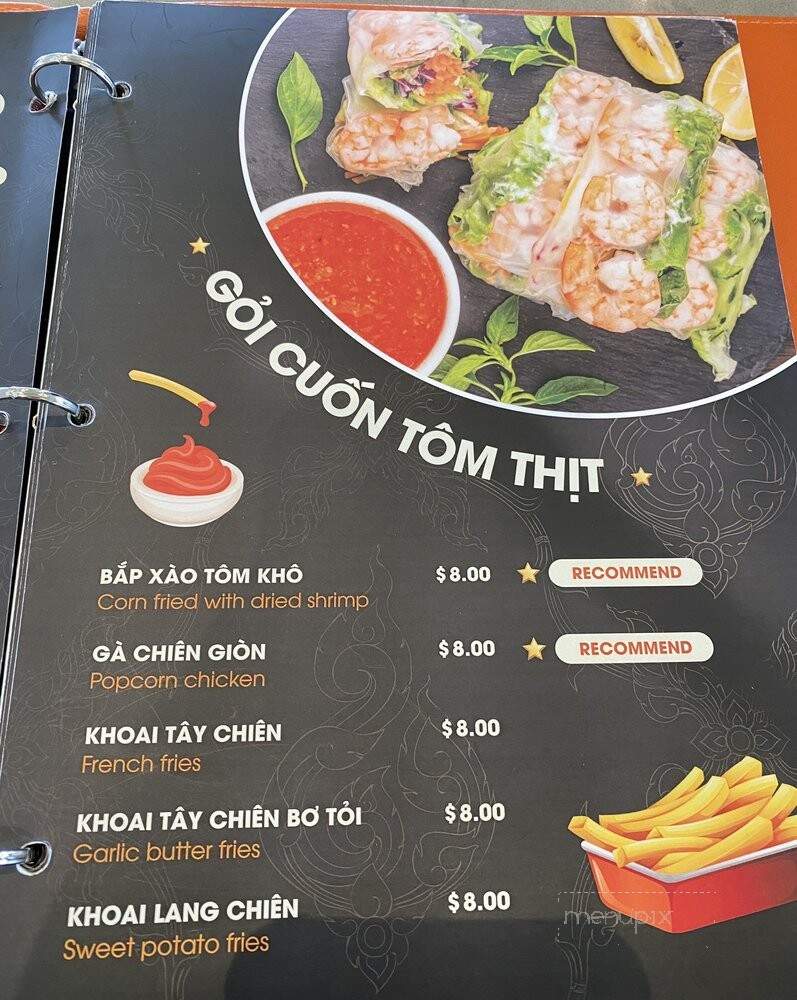 GỎI CUỐN TÔM THỊT
BẮP XÀO TÔM KHÔ $8.00 RECOMMEND
Corn fried with dried shrimp
GÀ CHIÊN GIÒN $8.00 RECOMMEND
Popcorn chicken
KHOAI TÂY CHIÊN $8.00
French fries
KHOAI TÂY CHIÊN BƠ TỎI $8.00
Garlic butter fries
KHOAI LANG CHIÊN $8.00
Sweet potato fries
menupix